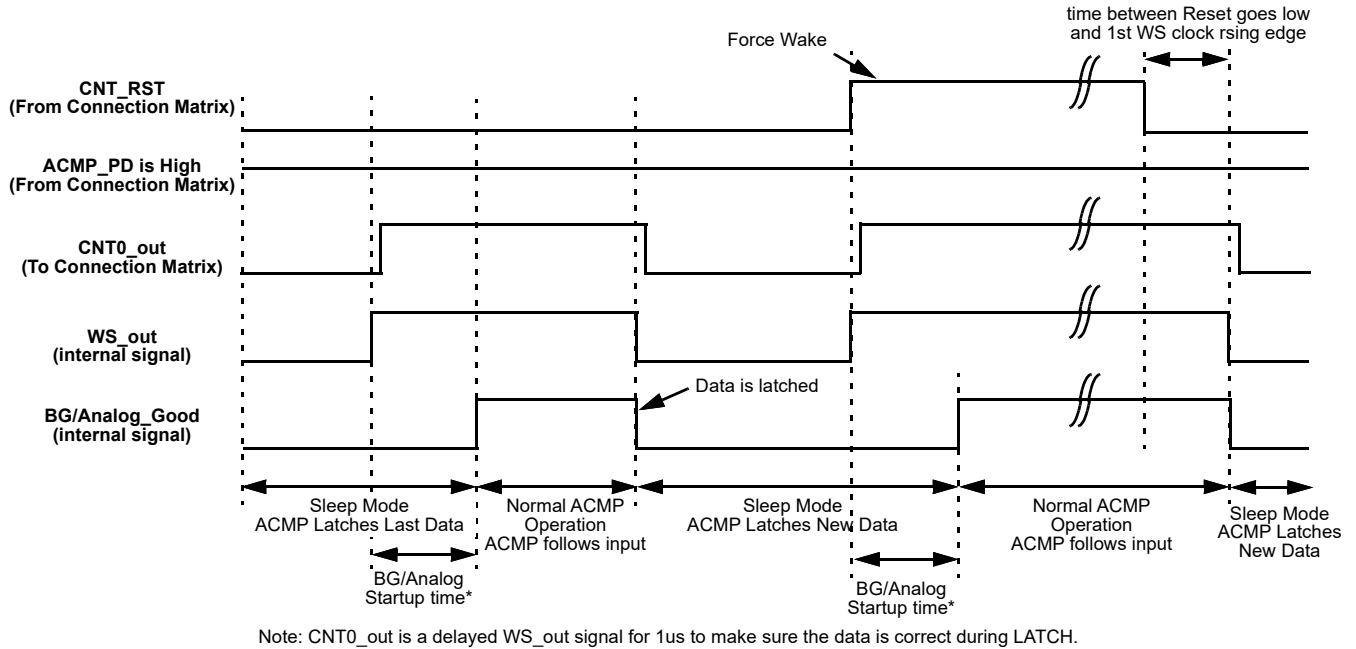 time between Reset goes low
and 1st WS clock rsing edge
Force Wake
CNT_RST
(From Connection Matrix)
ACMP_PD is High
(From Connection Matrix)
CNT0_out
(To Connection Matrix)
WS_out
(internal signal)
Data is latched
BG/Analog_Good
(internal signal)
Sleep Mode
ACMP Latches Last Data
Normal ACMP
Operation
ACMP follows input
Sleep Mode
ACMP Latches New Data
Normal ACMP
Operation
ACMP follows input
Sleep Mode
ACMP Latches
New Data
BG/Analog
Startup time*
BG/Analog
Startup time*
Note: CNT0_out is a delayed WS_out signal for 1us to make sure the data is correct during LATCH.